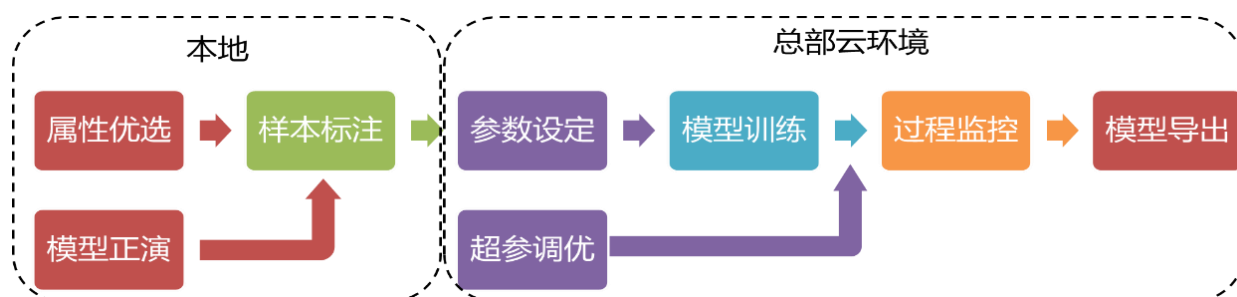 本地
总部云环境
属性优选
样本标注
参数设定
模型训练
过程监控
模型导出
模型正演
超参调优